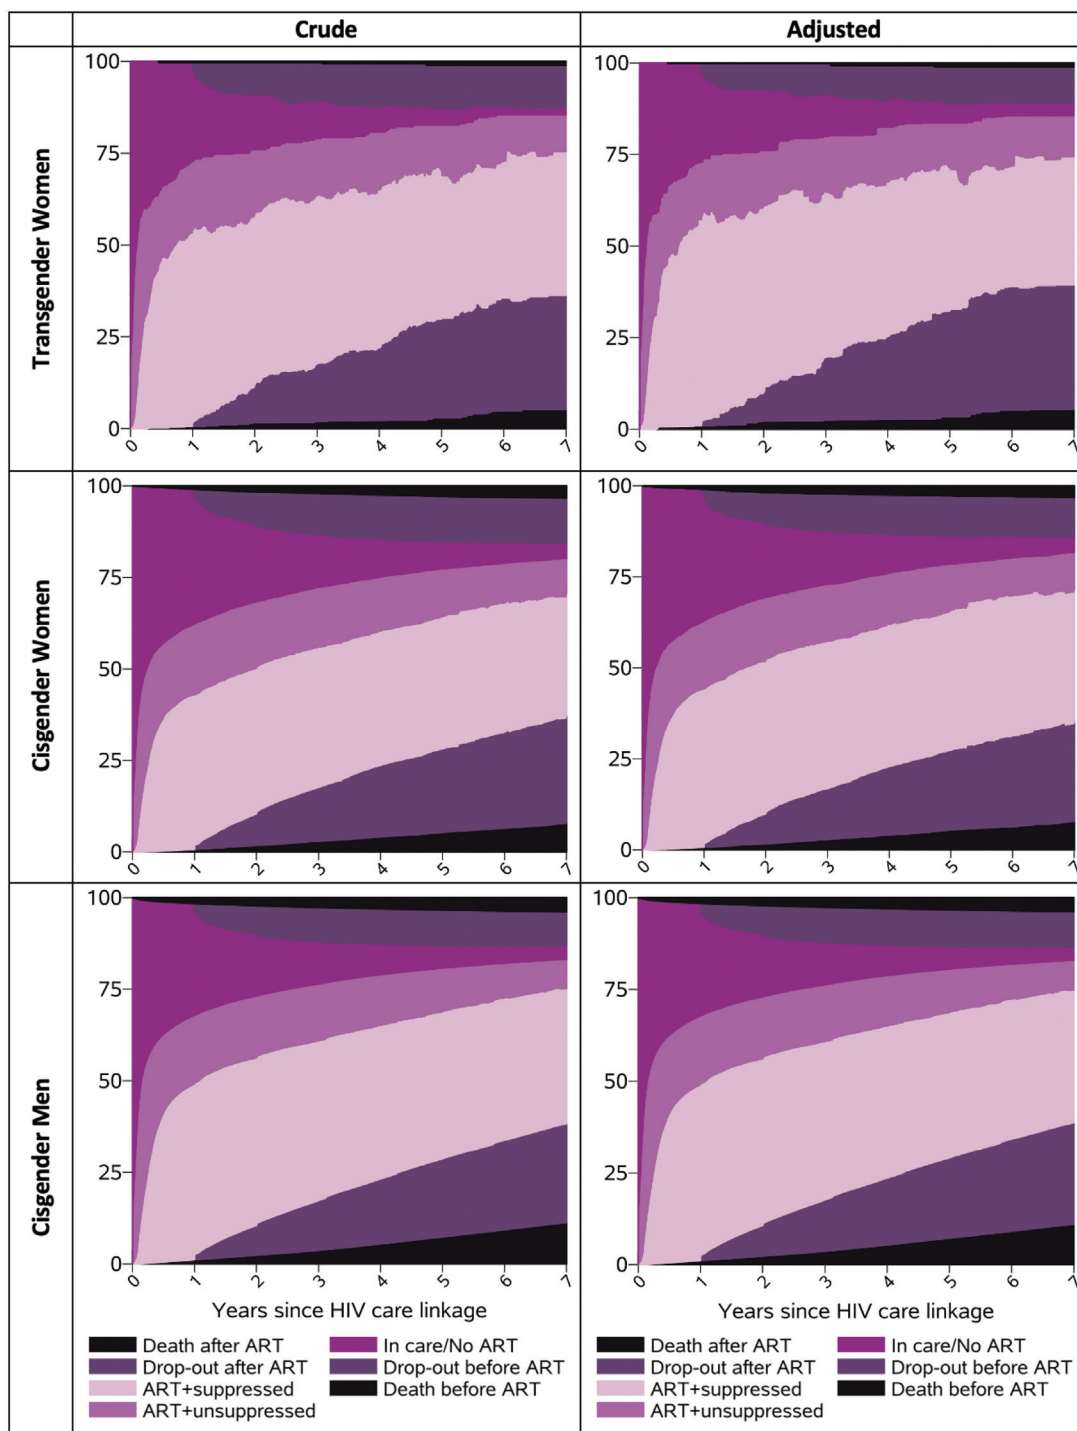 Crude Adjusted
Transgender Women
100 100
75 75
50 50
25 25
0 0
0 1 2 3 4 5 6 7 0 1 2 3 4 5 6 7
Cisgender Women
100 100
75 75
50 50
25 25
0 0
0 1 2 3 4 5 6 7 0 1 2 3 4 5 6 7
Cisgender Men
100 100
75 75
50 50
25 25
0 0
0 1 2 3 4 5 6 7 0 1 2 3 4 5 6 7
Years since HIV care linkage Years since HIV care linkage
Death after ART In care/No ART Death after ART In care/No ART
Drop-out after ART Drop-out before ART Drop-out after ART Drop-out before ART
ART+suppressed Death before ART ART+suppressed Death before ART
ART+unsuppressed ART+unsuppressed